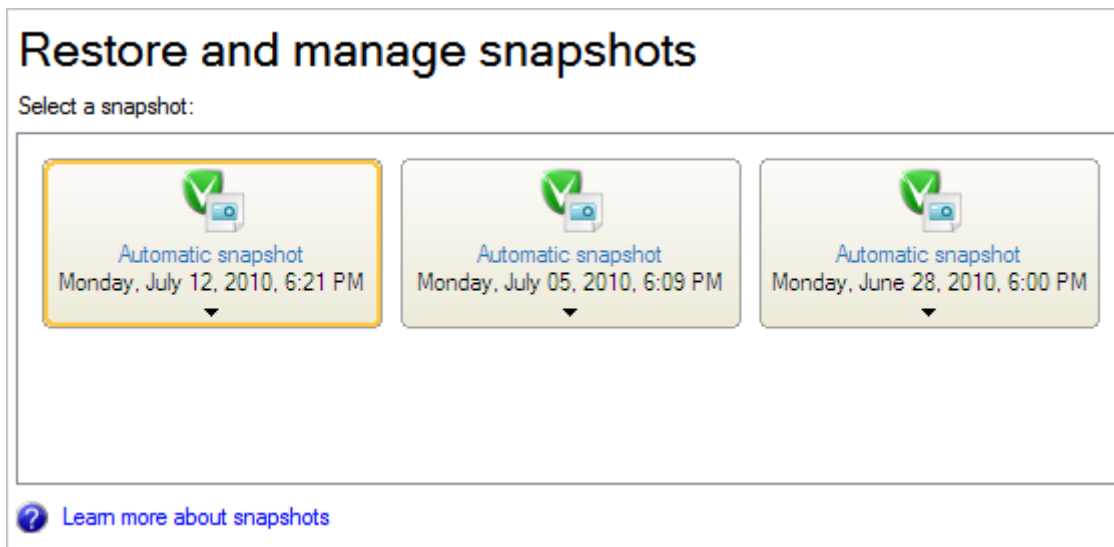 Restore and manage snapshots
Select a snapshot:
Automatic snapshot
Monday, July 12, 2010, 6:21 PM
Automatic snapshot
Monday, July 05, 2010, 6:09 PM
Automatic snapshot
Monday, June 28, 2010, 6:00 PM
Learn more about snapshots